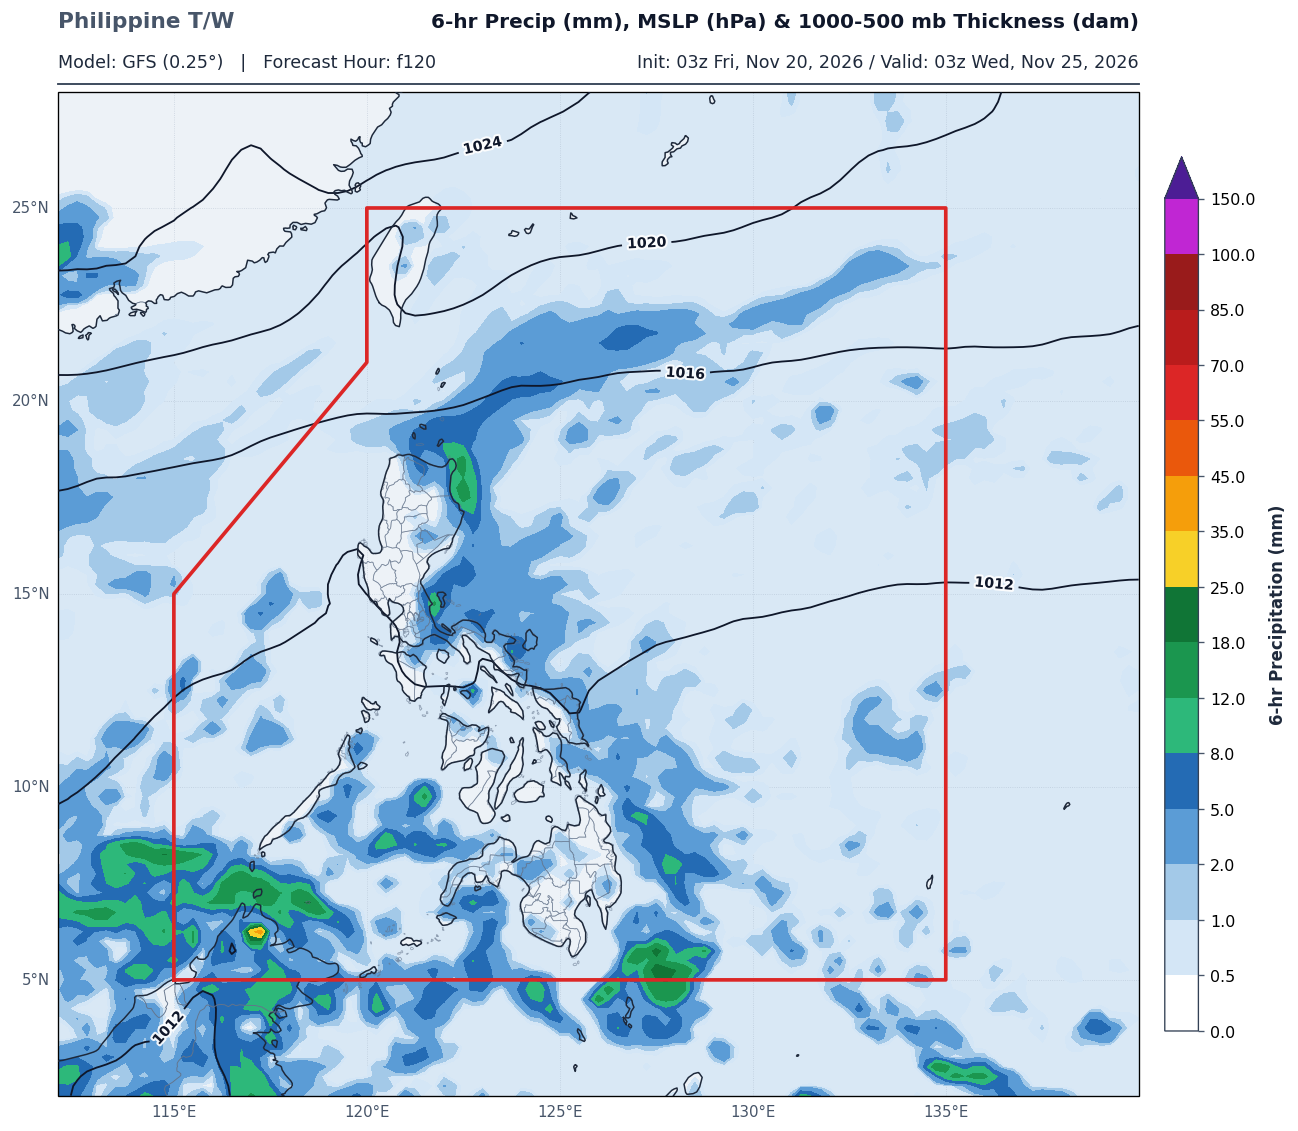 Philippine T/W
6-hr Precip (mm), MSLP (hPa) & 1000-500 mb Thickness (dam)
Model: GFS (0.25°) | Forecast Hour: f120
Init: 03z Fri, Nov 20, 2026 / Valid: 03z Wed, Nov 25, 2026
1024
1020
1016
1012
1012
25°N
20°N
15°N
10°N
5°N
115°E
120°E
125°E
130°E
135°E
150.0
100.0
85.0
70.0
55.0
45.0
35.0
25.0
18.0
12.0
8.0
5.0
2.0
1.0
0.5
0.0
6-hr Precipitation (mm)